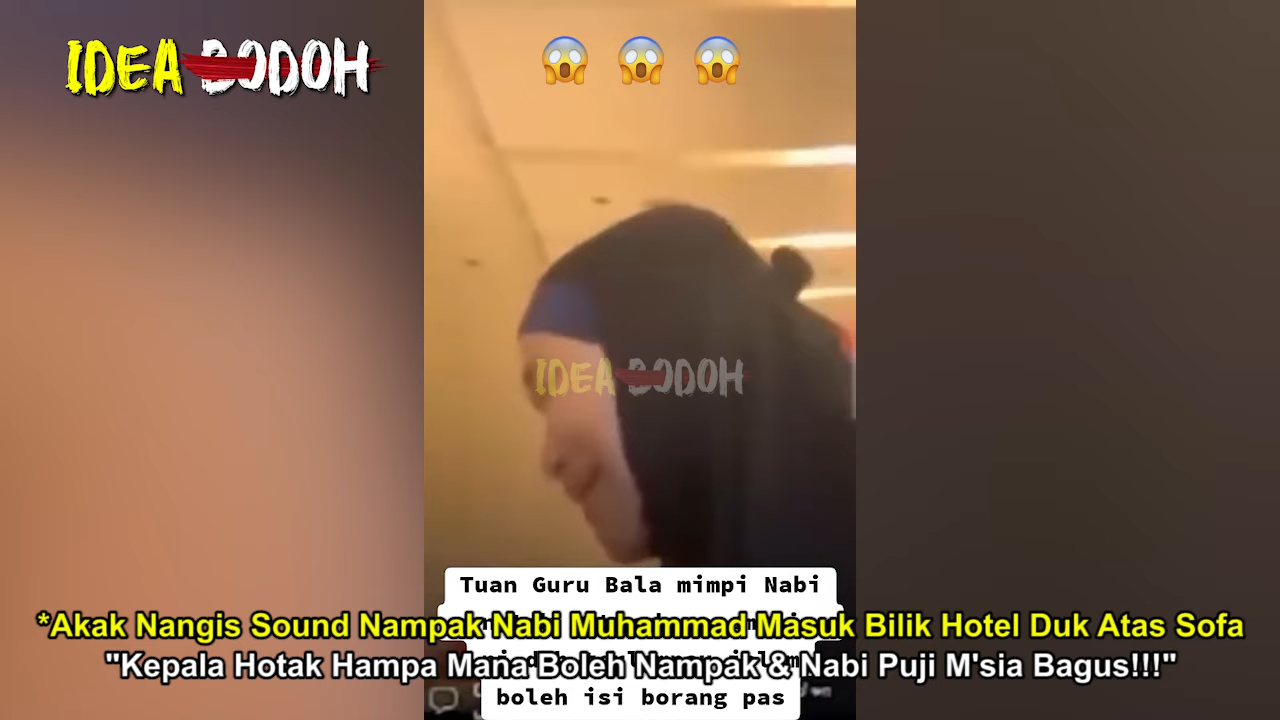 IDEA BODOH
IDEA BODOH
Tuan Guru Bala mimpi Nabi
*Akak Nangis Sound Nampak Nabi Muhammad Masuk Bilik Hotel Duk Atas Sofa
"Kepala Hotak Hampa Mana Boleh Nampak & Nabi Puji M'sia Bagus!!!"
boleh isi borang pas